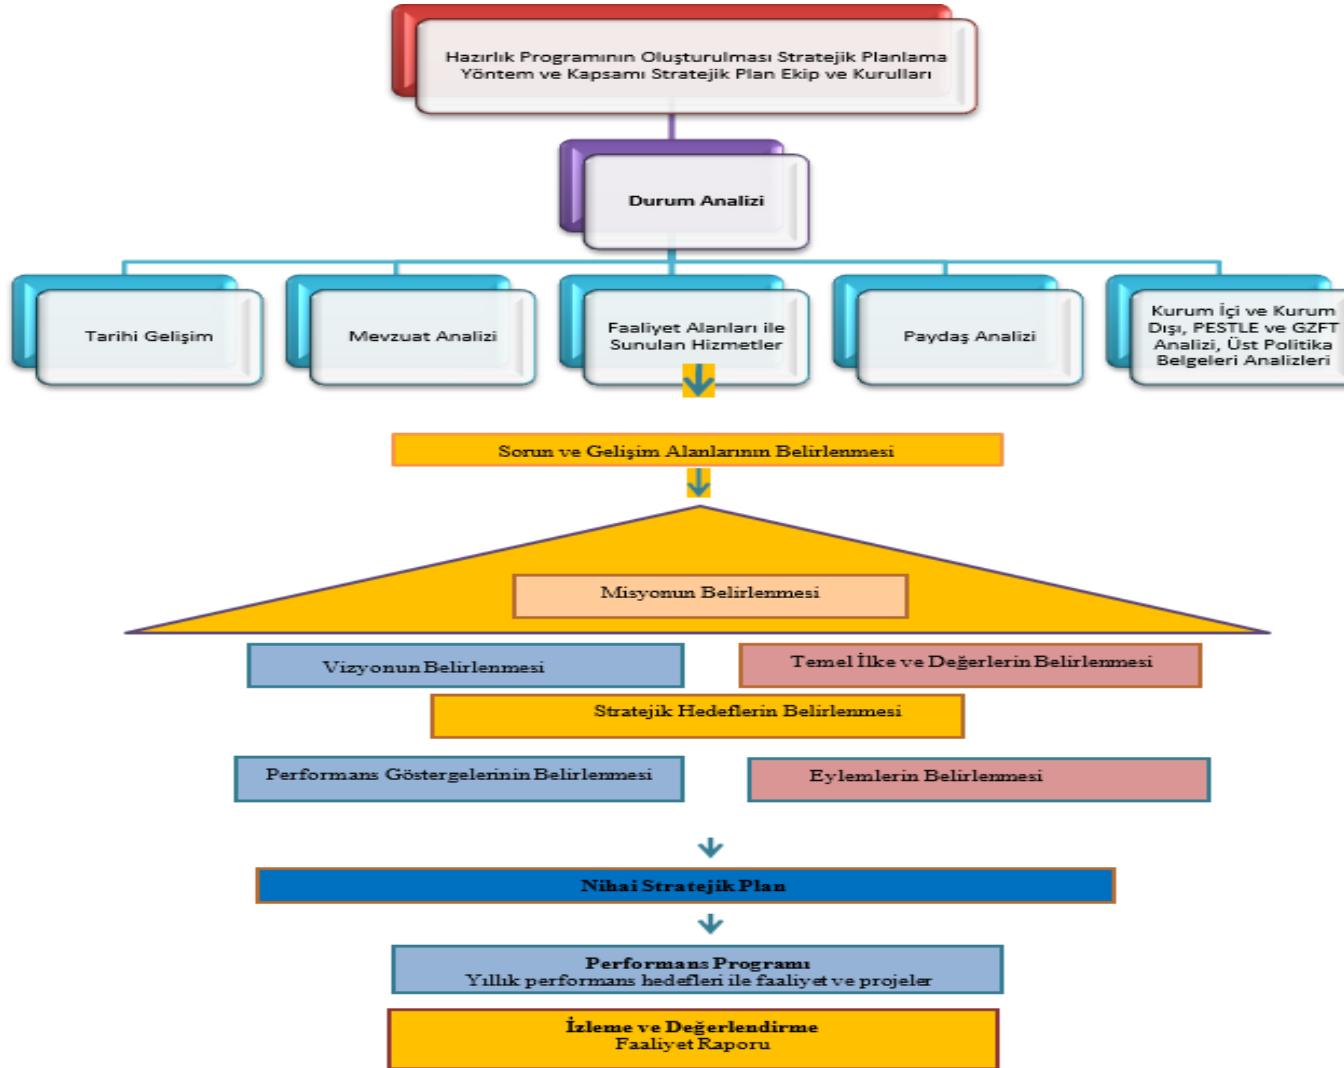 Hazırlık Programının Oluşturulması Stratejik Planlama
Yöntem ve Kapsamı Stratejik Plan Ekip ve Kurulları
Durum Analizi
Tarihi Gelişim
Mevzuat Analizi
Faaliyet Alanları ile
Sunulan Hizmetler
Paydaş Analizi
Kurum İçi ve Kurum
Dışı, PESTLE ve GZFT
Analizi, Üst Politika
Belgeleri Analizleri
Sorun ve Gelişim Alanlarının Belirlenmesi
Misyonun Belirlenmesi
Vizyonun Belirlenmesi
Temel İlke ve Değerlerin Belirlenmesi
Stratejik Hedeflerin Belirlenmesi
Performans Göstergelerinin Belirlenmesi
Eylemlerin Belirlenmesi
Nihai Stratejik Plan
Performans Programı
Yıllık performans hedefleri ile faaliyet ve projeler
İzleme ve Değerlendirme
Faaliyet Raporu